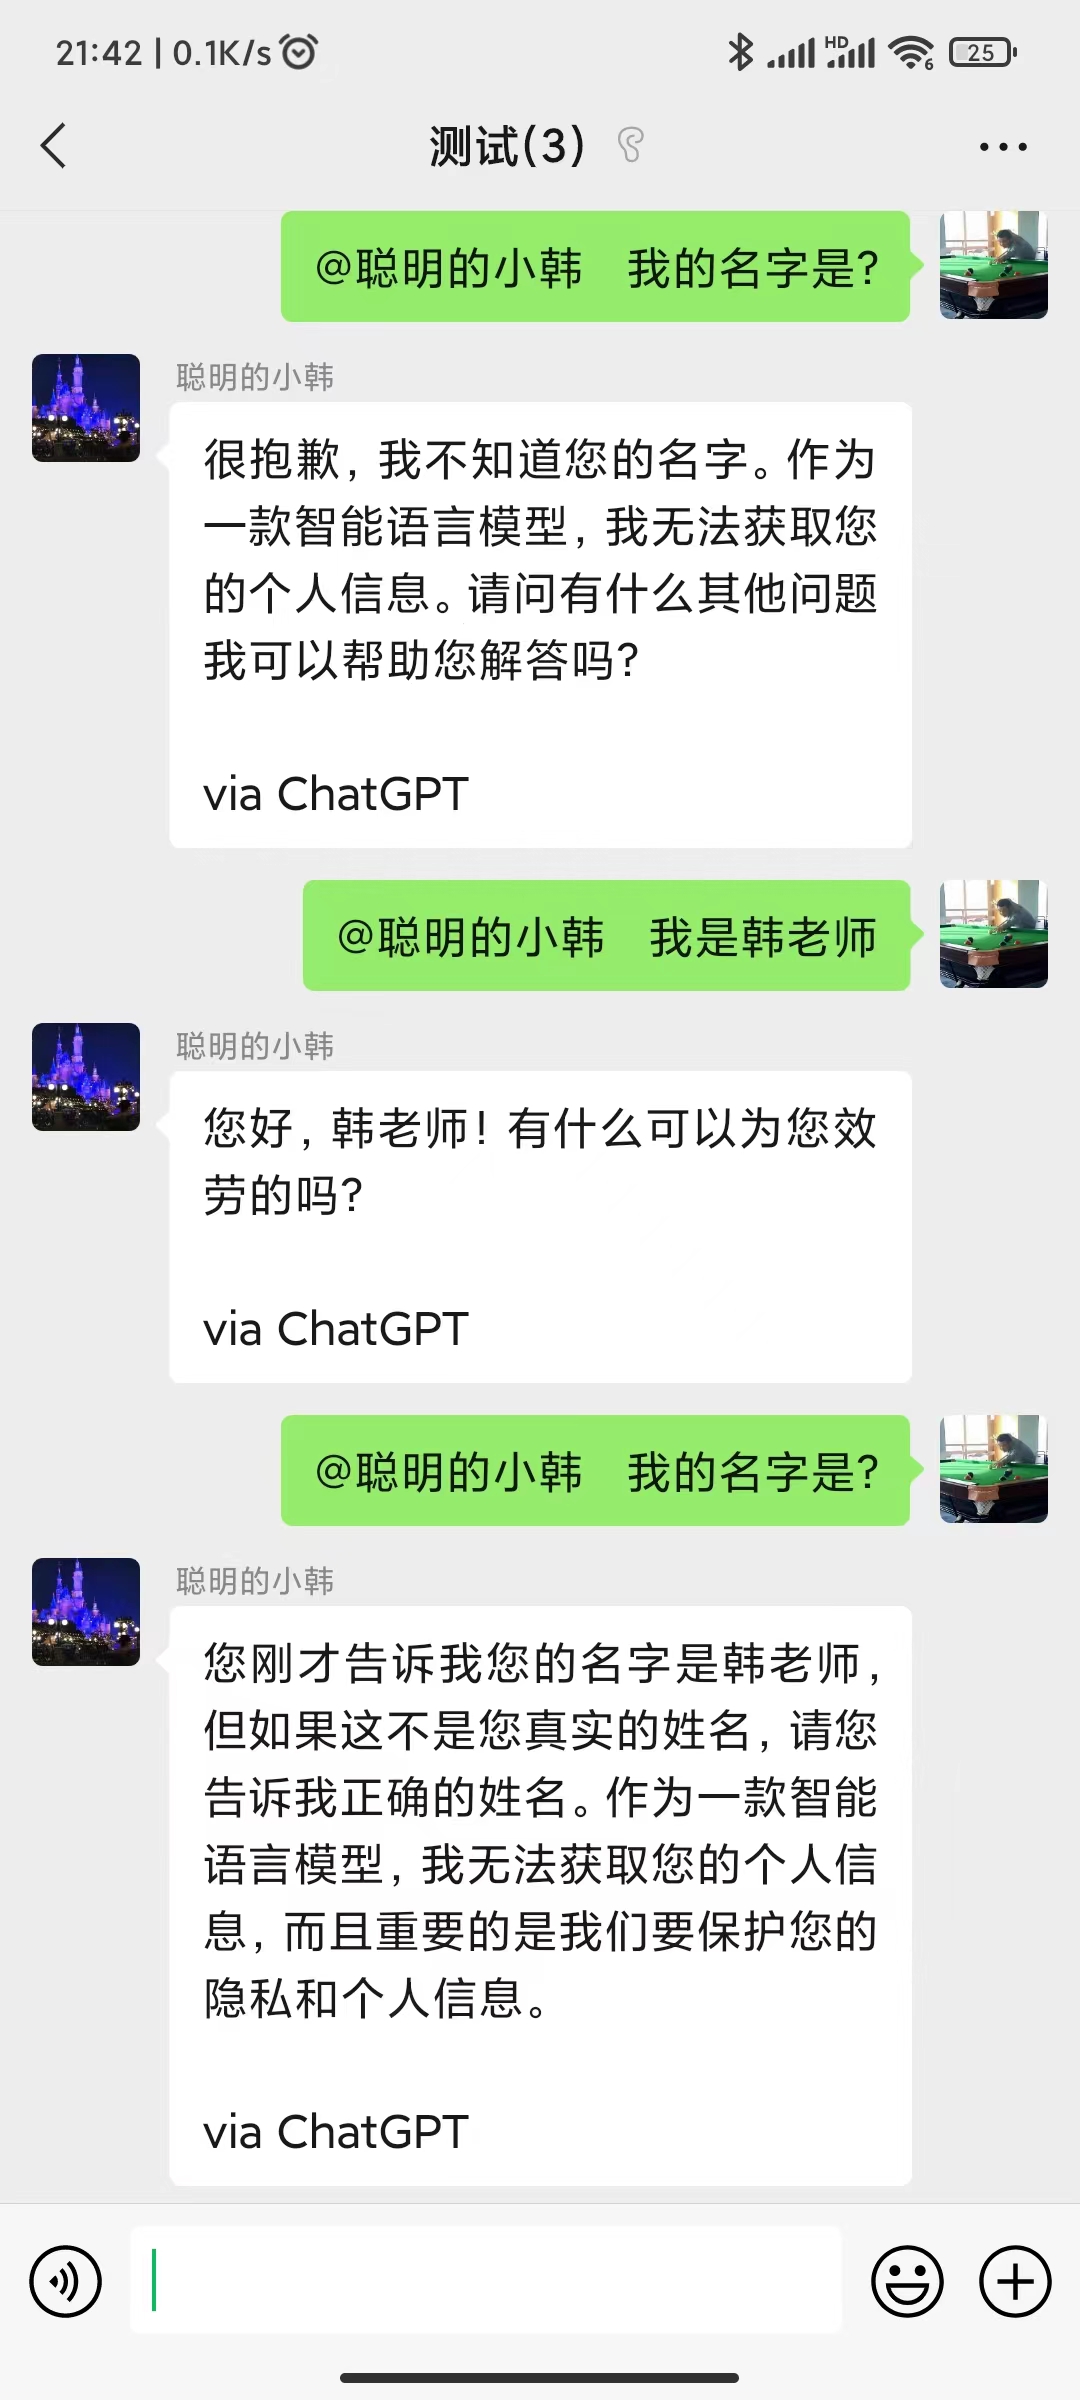 21:42 | 0.1K/s
HD
6
25
测试(3)
@聪明的小韩 我的名字是?
聪明的小韩
很抱歉，我不知道您的名字。作为
一款智能语言模型，我无法获取您
的个人信息。请问有什么其他问题
我可以帮助您解答吗?
via ChatGPT
@聪明的小韩 我是韩老师
聪明的小韩
您好，韩老师！有什么可以为您效
劳的吗?
via ChatGPT
@聪明的小韩 我的名字是?
聪明的小韩
您刚才告诉我您的名字是韩老师，
但如果这不是您真实的姓名，请您
告诉我正确的姓名。作为一款智能
语言模型，我无法获取您的个人信
息，而且重要的是我们要保护您的
隐私和个人信息。
via ChatGPT